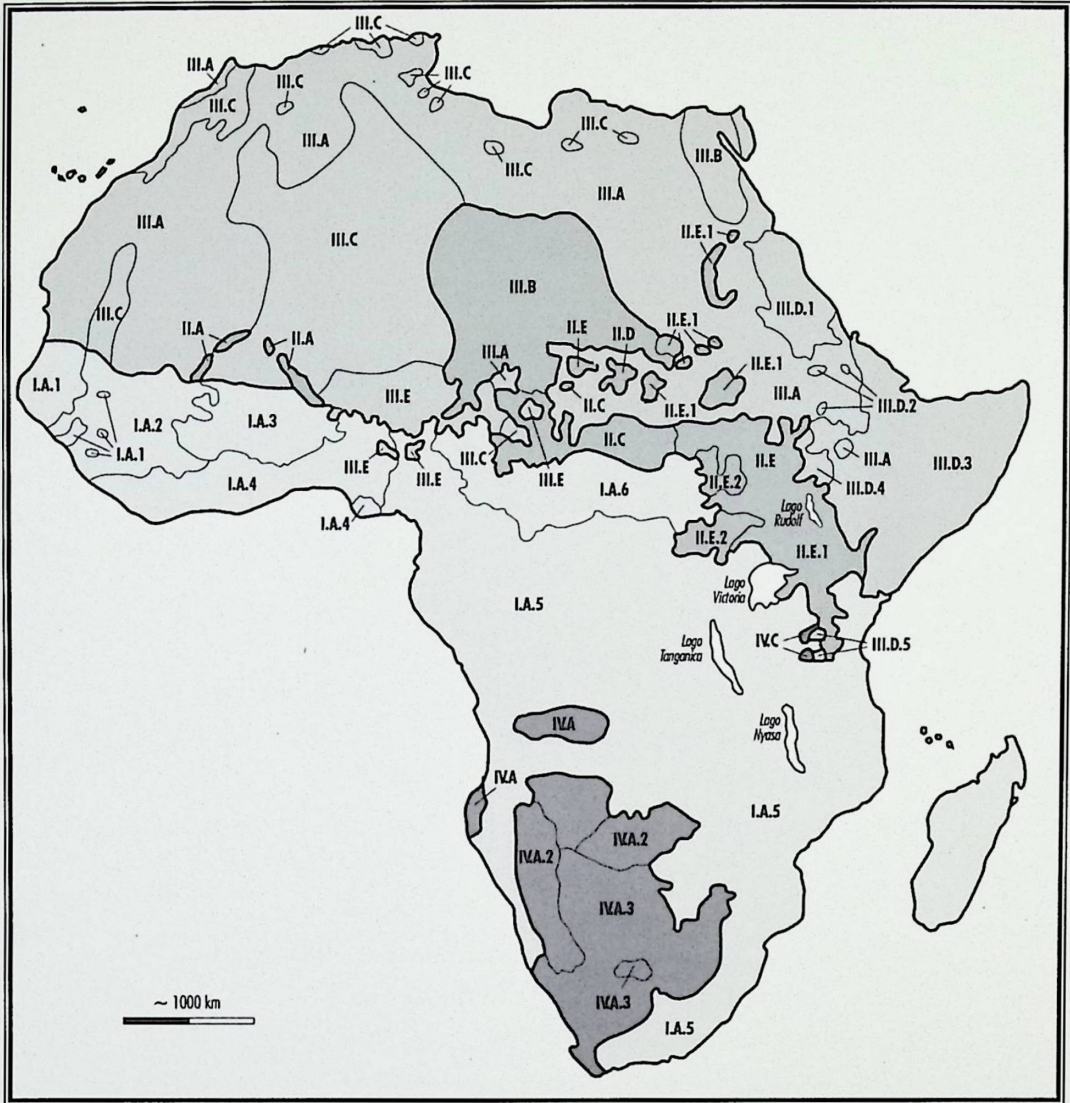 III.C
III.A
III.C
III.C
III.C
III.C
III.A
III.B
III.C
III.A
III.A
III.C
II.E.1
III.B
III.C
III.D.1
II.A
II.A
II.E
II.D
II.E.1
III.A
II.E.1
I.A.1
III.E
II.C
II.E.1
III.A
III.D.2
I.A.2
I.A.3
I.A.1
III.E
III.C
II.C
II.E
III.A
III.D.3
I.A.4
III.E
III.E
I.A.6
II.E.2
III.D.4
I.A.4
Lago
Rudolf
II.E.2
II.E.1
Lago
Victoria
I.A.5
IV.C
III.D.5
Lago
Tanganica
IV.A
Lago
Nyasa
IV.A
I.A.5
IV.A.2
IV.A.2
IV.A.3
IV.A.3
~ 1000 km
I.A.5